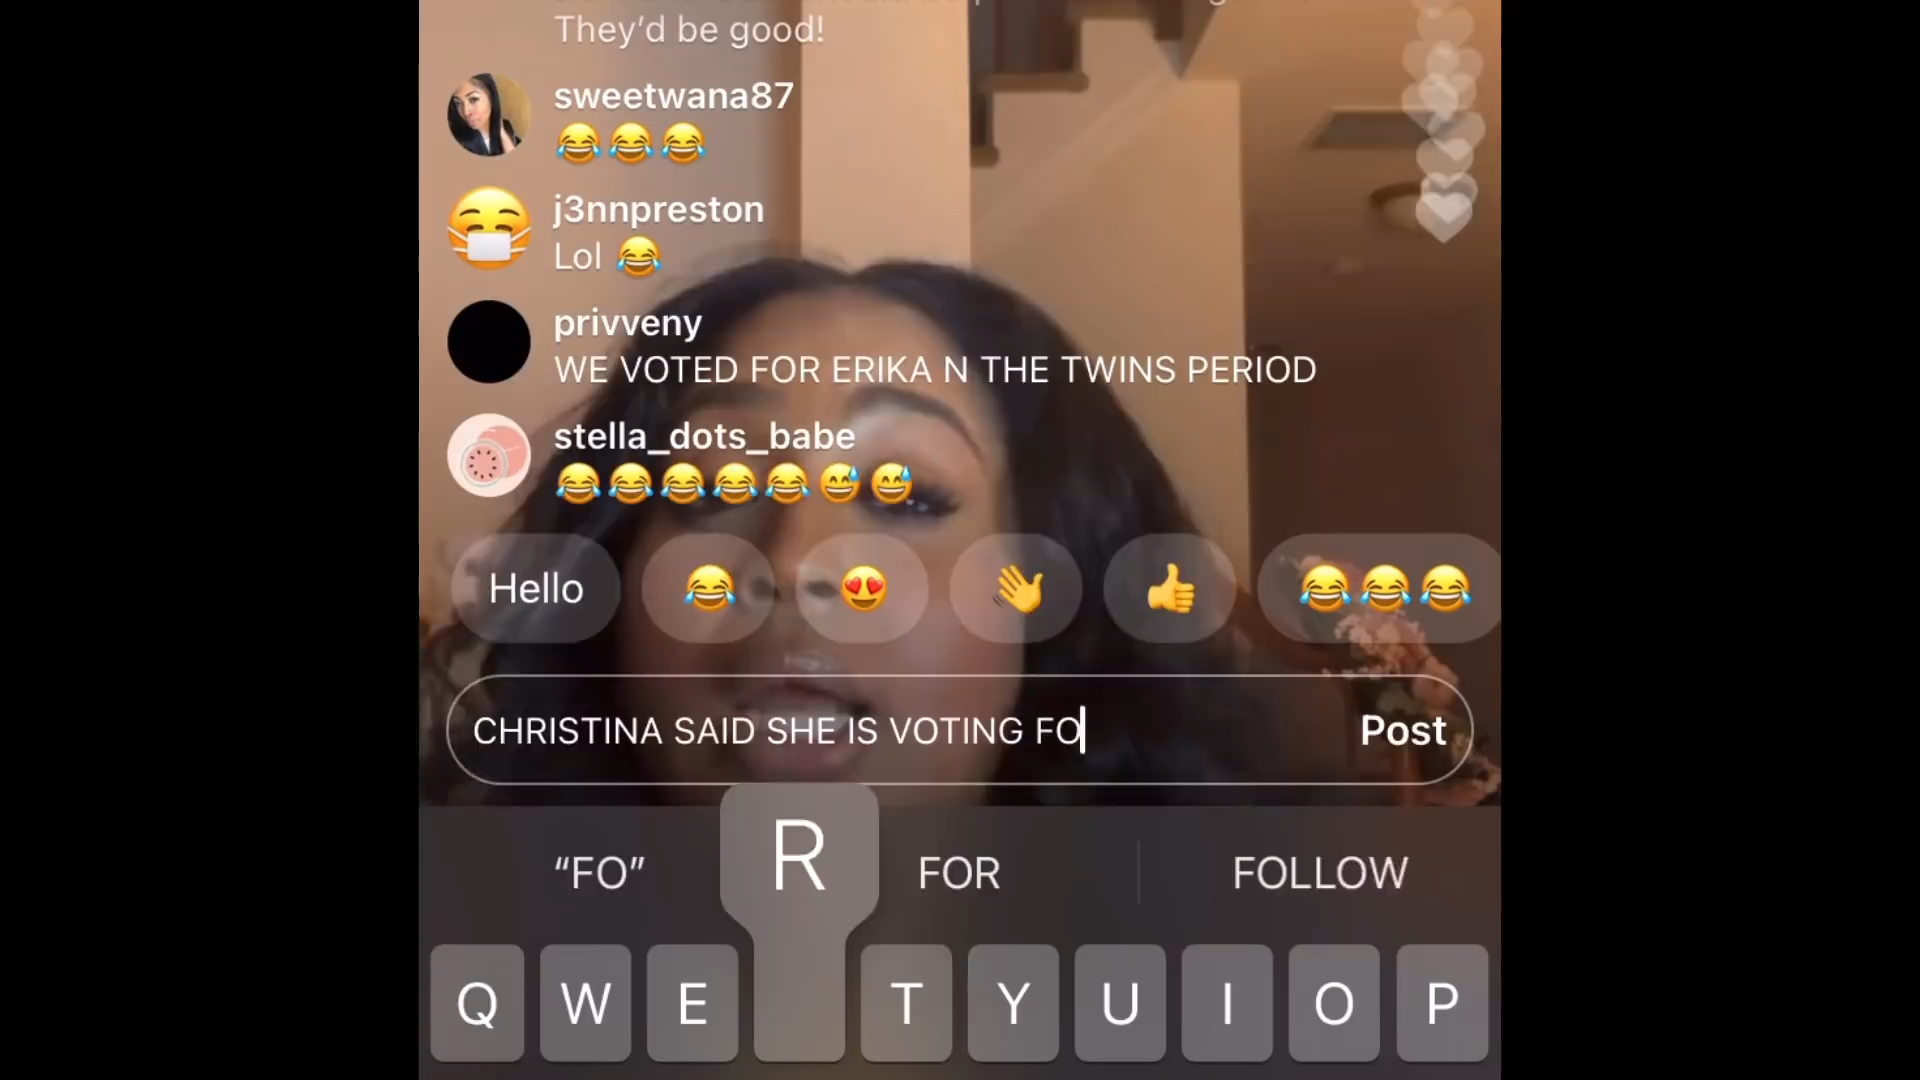 They’d be good!
sweetwana87
😂😂😂
j3nnpreston
Lol 😂
privveny
WE VOTED FOR ERIKA N THE TWINS PERIOD
stella_dots_babe
😂😂😂😂😂😅😅
Hello 😂 😍 👋 👍 😂😂😂
CHRISTINA SAID SHE IS VOTING FO
Post
“FO” R FOR FOLLOW
Q W E T Y U I O P